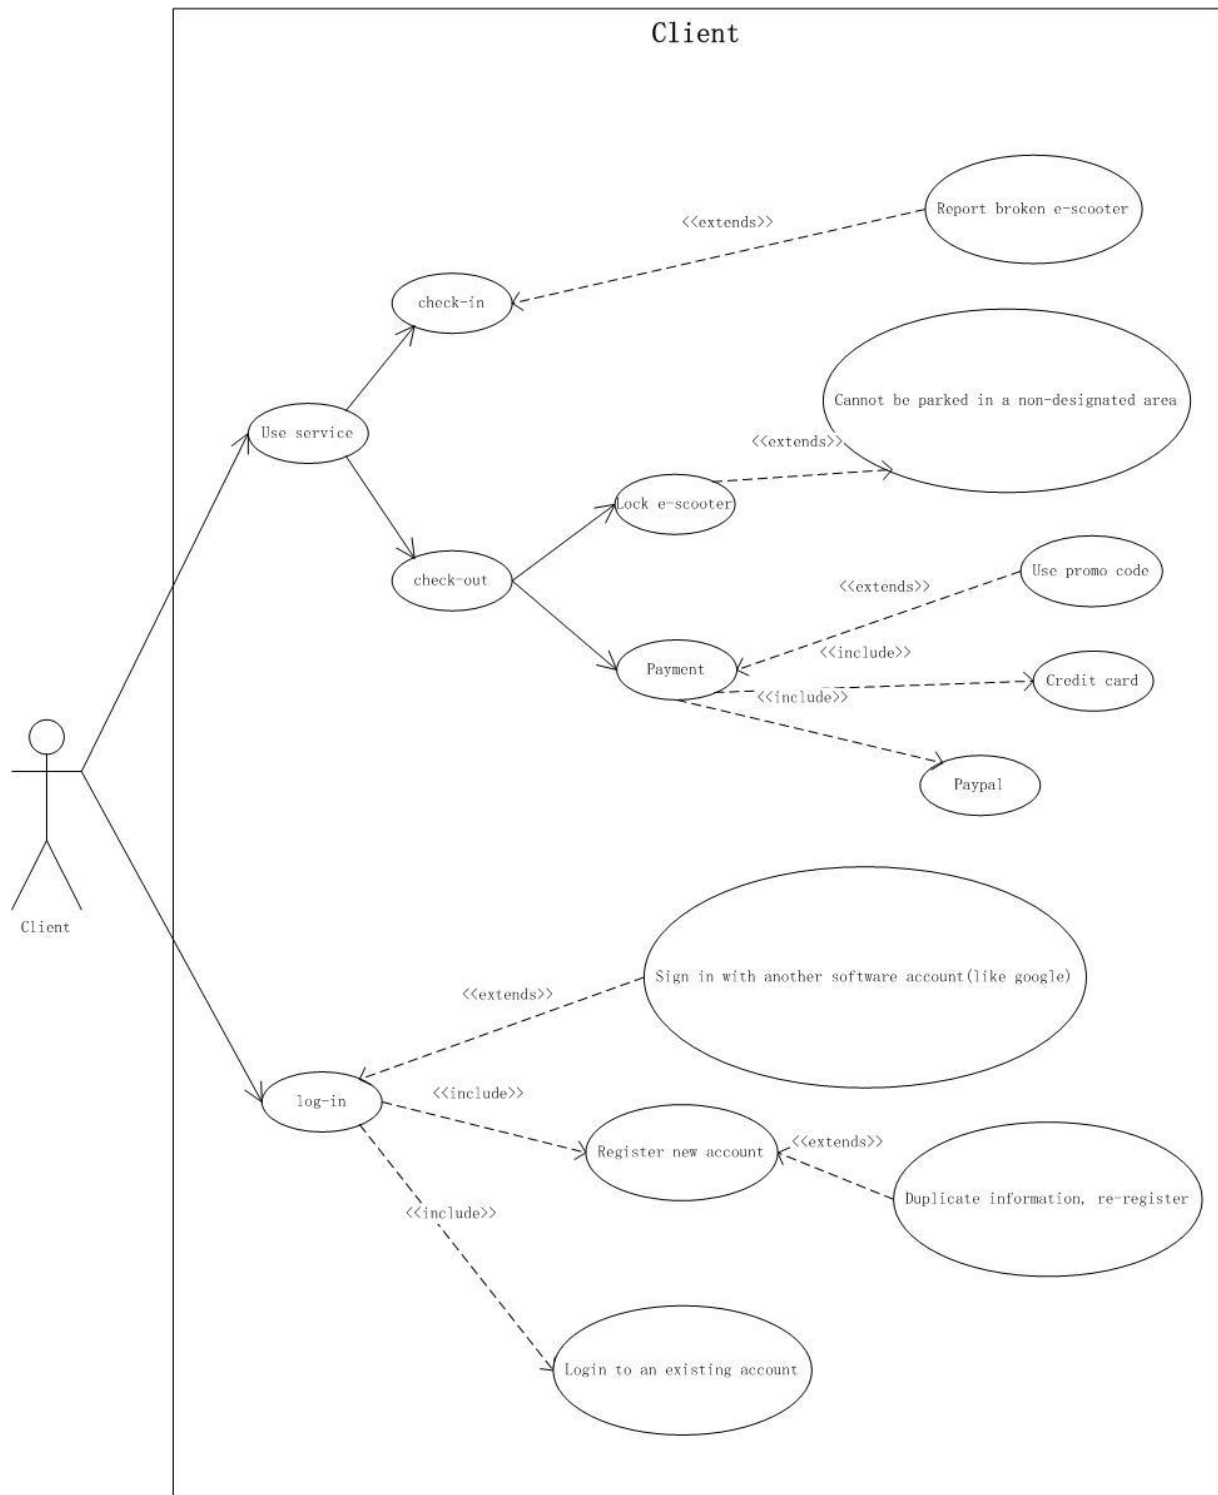 Client
Report broken e-scooter
<<extends>>
check-in
Cannot be parked in a non-designated area
Use service
<<extends>>
Lock e-scooter
check-out
Use promo code
<<extends>>
<<include>>
Payment
Credit card
<<include>>
Paypal
Client
Sign in with another software account(like google)
<<extends>>
<<include>>
log-in
<<extends>>
Register new account
Duplicate information, re-register
<<include>>
Login to an existing account